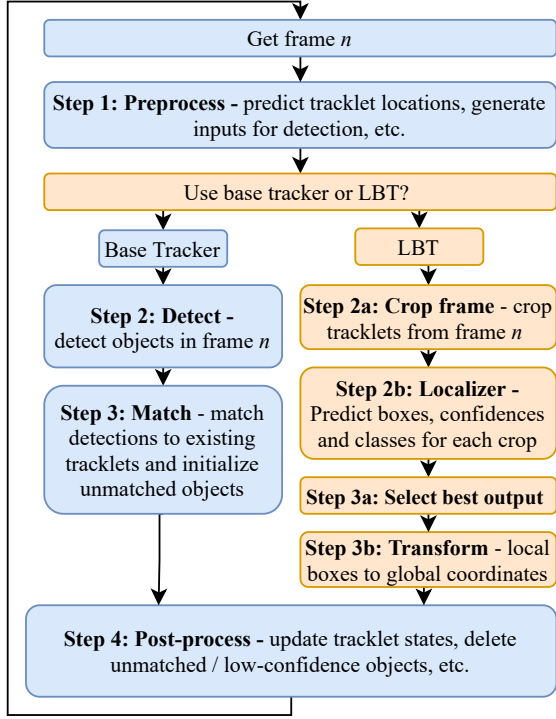 Get frame n
Step 1: Preprocess - predict tracklet locations, generate
inputs for detection, etc.
Use base tracker or LBT?
Base Tracker
Step 2: Detect -
detect objects in frame n
Step 3: Match - match
detections to existing
tracklets and initialize
unmatched objects
LBT
Step 2a: Crop frame - crop
tracklets from frame n
Step 2b: Localizer -
Predict boxes, confidences
and classes for each crop
Step 3a: Select best output
Step 3b: Transform - local
boxes to global coordinates
Step 4: Post-process - update tracklet states, delete
unmatched / low-confidence objects, etc.